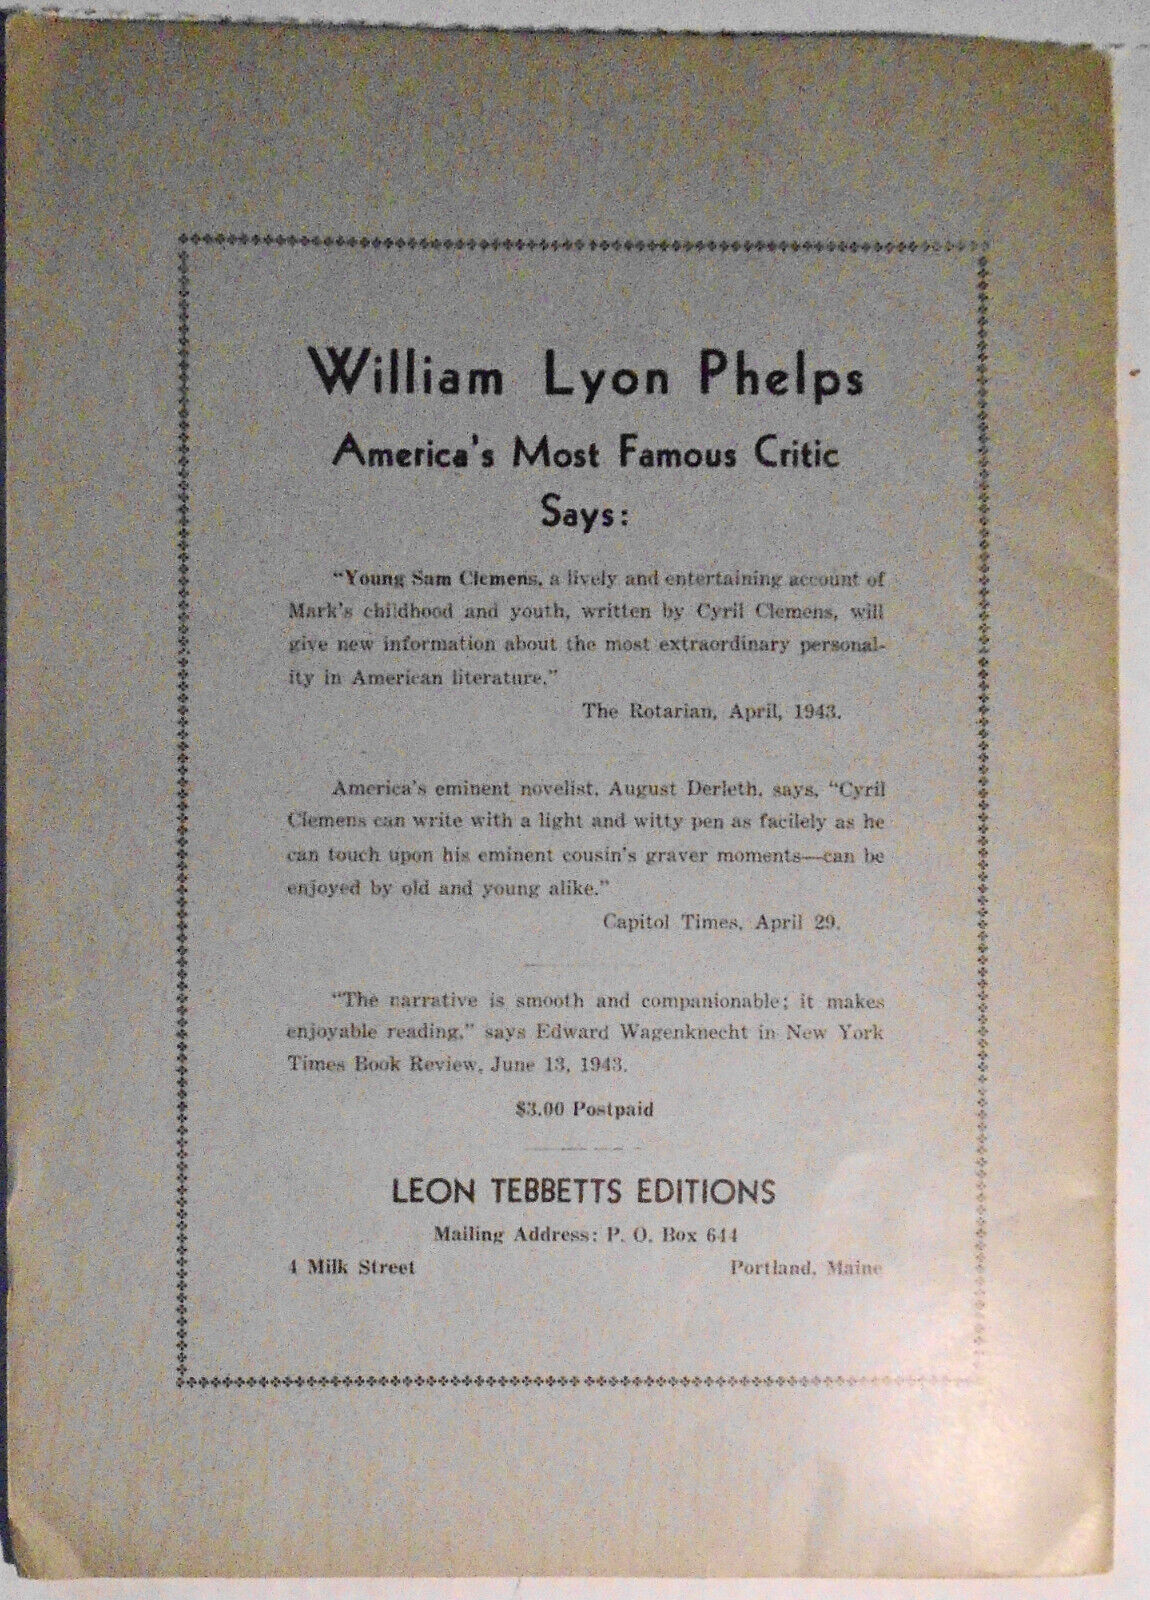 William Lyon Phelps
America's Most Famous Critic
Says:
"Young Sam Clemens, a lively and entertaining account of
Mark's childhood and youth, written by Cyril Clemens, will
give new information about the most extraordinary personal-
ity in American literature."
The Rotarian, April, 1943.
America's eminent novelist, August Derleth, says, "Cyril
Clemens can write with a light and witty pen as facilely as he
can touch upon his eminent cousin's graver moments—can be
enjoyed by old and young alike."
Capitol Times, April 29.
"The narrative is smooth and companionable; it makes
enjoyable reading," says Edward Wagenknecht in New York
Times Book Review, June 13, 1943.
$3.00 Postpaid
LEON TEBBETTS EDITIONS
Mailing Address: P. O. Box 644
4 Milk Street Portland, Maine